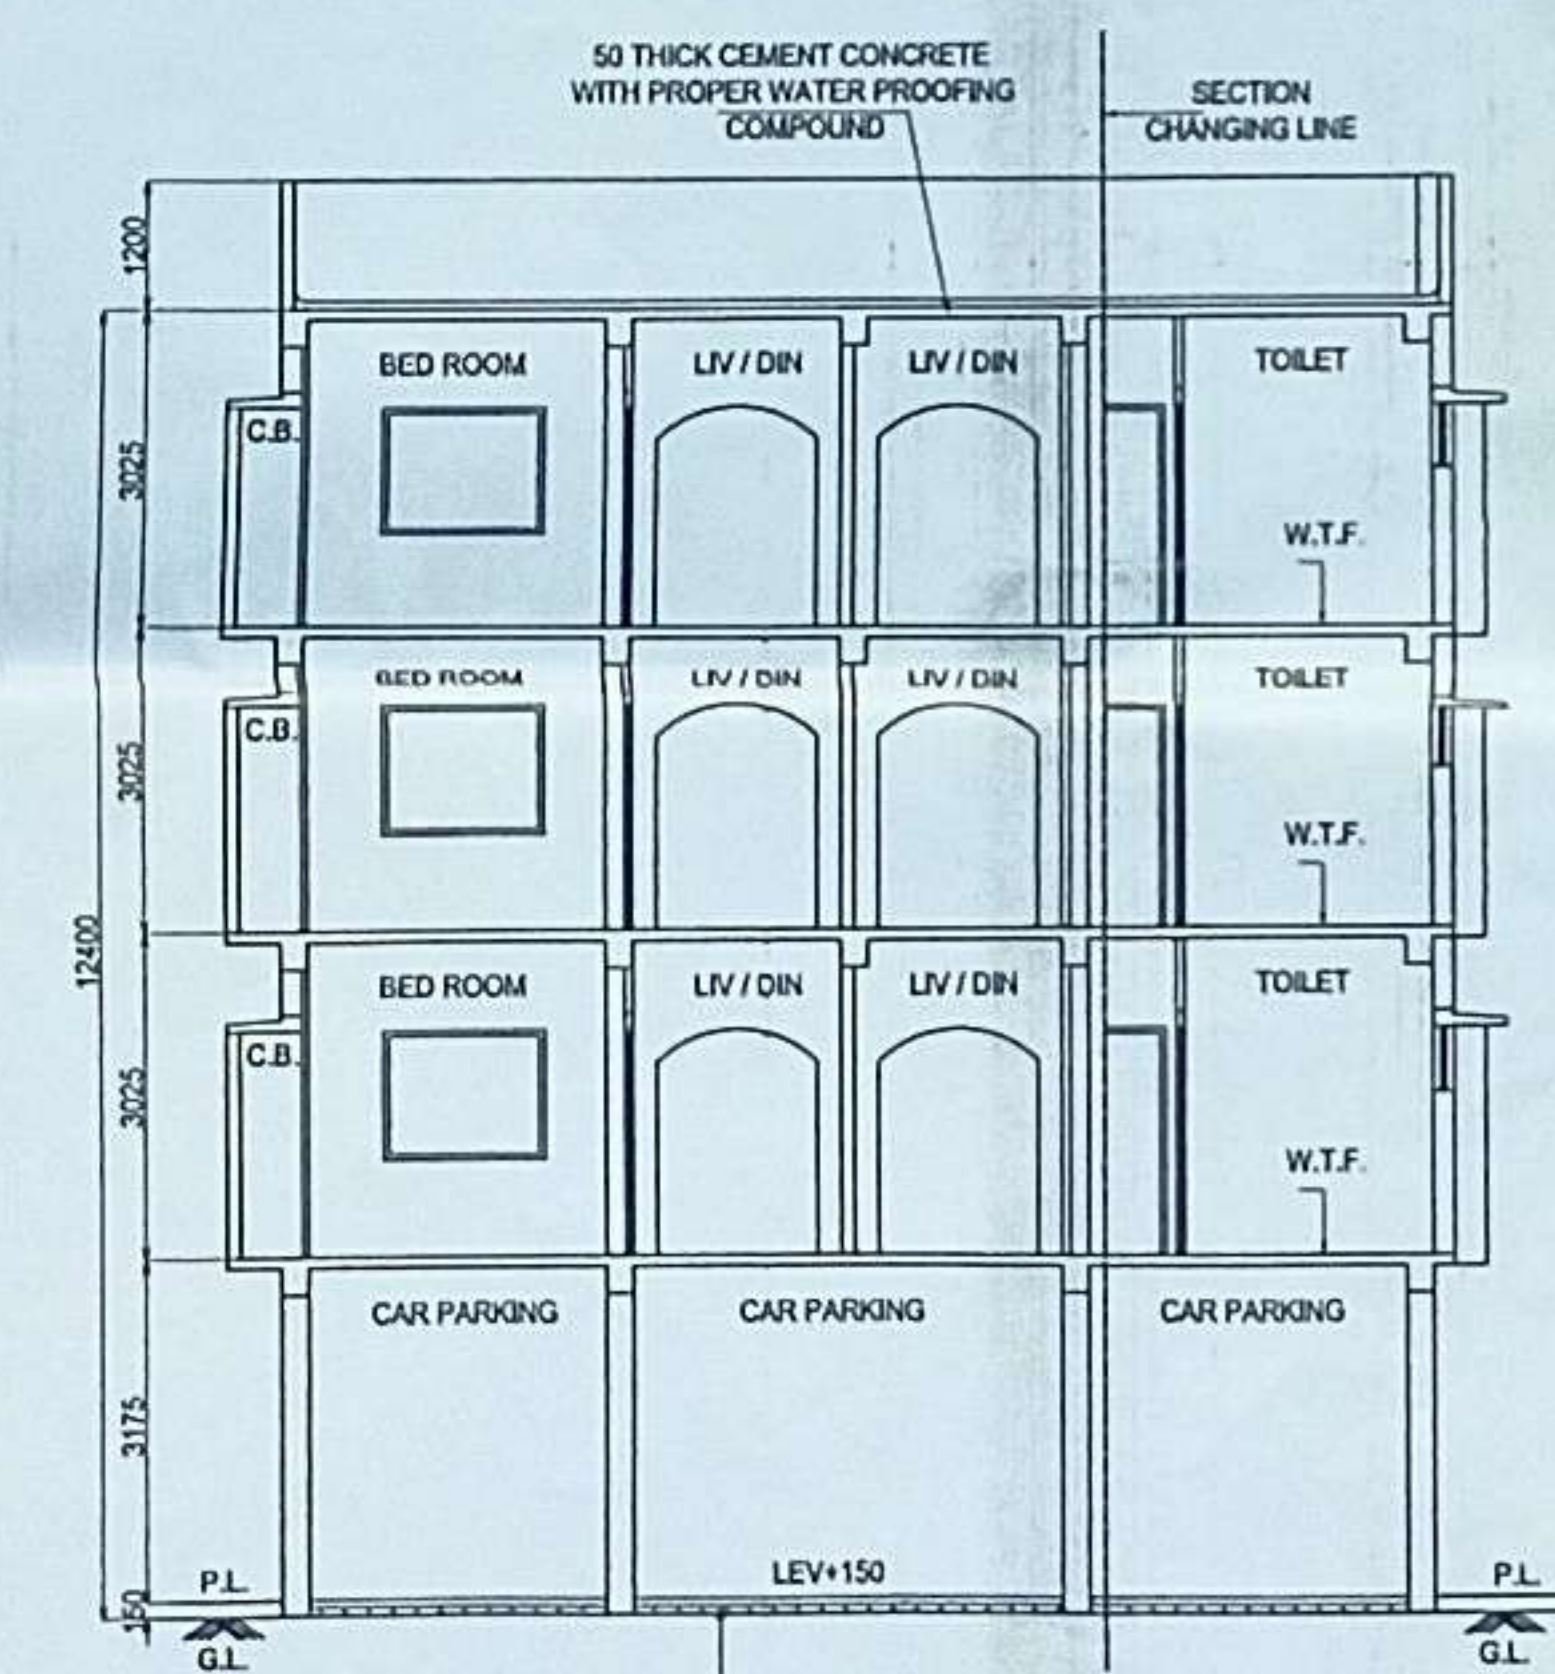 50 THICK CEMENT CONCRETE
WITH PROPER WATER PROOFING
COMPOUND
SECTION
CHANGING LINE
1200
BED ROOM
LIV / DIN
LIV / DIN
TOILET
C.B.
3025
W.T.F.
BED ROOM
LIV / DIN
LIV / DIN
TOILET
C.B.
3025
W.T.F.
12400
BED ROOM
LIV / DIN
LIV / DIN
TOILET
C.B.
3025
W.T.F.
CAR PARKING
CAR PARKING
CAR PARKING
3175
LEV+150
P.L.
P.L.
150
G.L.
G.L.